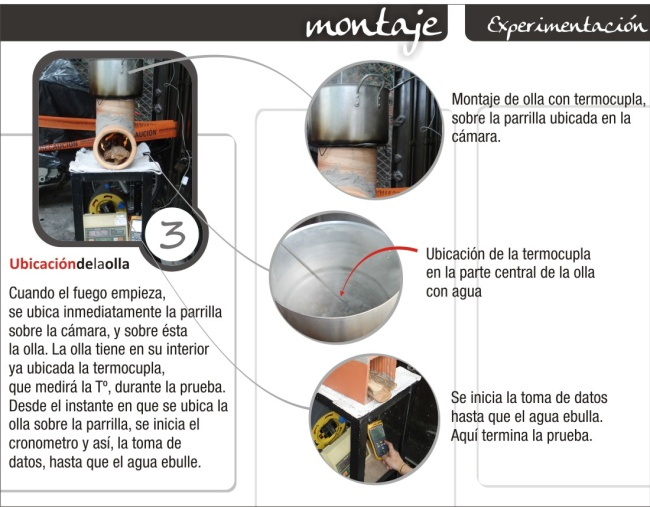 montaje
Experimentación
CAUCIÓN
3
Ubicacióndelaolla
Cuando el fuego empieza,
se ubica inmediatamente la parrilla
sobre la cámara, y sobre ésta
la olla. La olla tiene en su interior
ya ubicada la termocupla,
que medirá la Tº, durante la prueba.
Desde el instante en que se ubica la
olla sobre la parrilla, se inicia el
cronometro y así, la toma de
datos, hasta que el agua ebulle.
Montaje de olla con termocupla,
sobre la parrilla ubicada en la
cámara.
Ubicación de la termocupla
en la parte central de la olla
con agua
Se inicia la toma de datos
hasta que el agua ebulla.
Aquí termina la prueba.